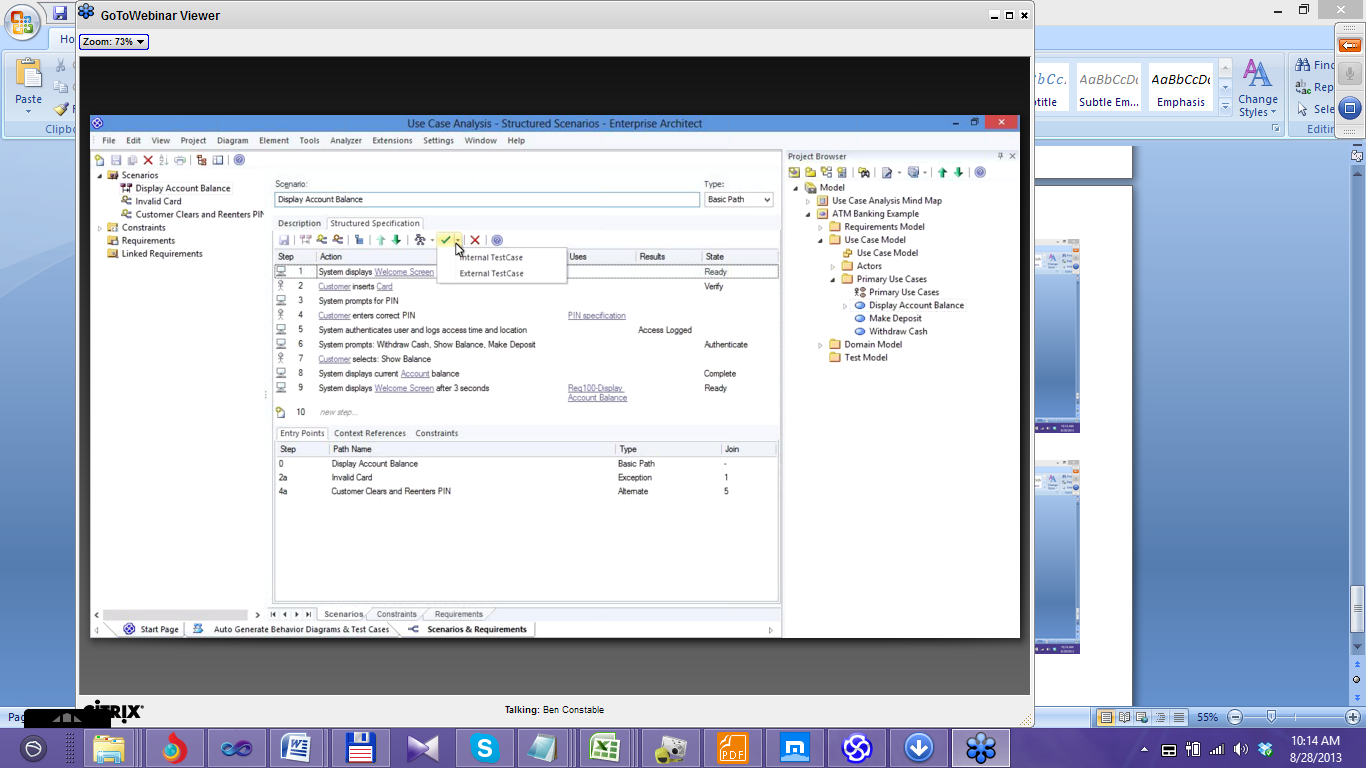 GoToWebinar Viewer
Zoom: 73%
Paste
Clipb
AaBbCcDc
AaBbCcDc
Subtle Em...
Emphasis
Change
Styles
Find
Rep
Sele
Editin
Use Case Analysis - Structured Scenarios - Enterprise Architect
File Edit View Project Diagram Element Tools Analyzer Extensions Settings Window Help
Scenarios
Display Account Balance
Invalid Card
Customer Clears and Reenters PIN
Constraints
Requirements
Linked Requirements
Scenario:
Type:
Display Account Balance
Basic Path
Description
Structured Specification
Internal TestCase
External TestCase
Step Action Uses Results State
1 System displays Welcome Screen Ready
2 Customer inserts Card Verify
3 System prompts for PIN
4 Customer enters correct PIN PIN specification
5 System authenticates user and logs access time and location Access Logged
6 System prompts: Withdraw Cash, Show Balance, Make Deposit Authenticate
7 Customer selects: Show Balance
8 System displays current Account balance Complete
9 System displays Welcome Screen after 3 seconds Req100-Display Ready
Account Balance
10 new step...
Entry Points Context References Constraints
Step Path Name Type Join
0 Display Account Balance Basic Path -
2a Invalid Card Exception 1
4a Customer Clears and Reenters PIN Alternate 5
Scenarios Constraints Requirements
Start Page Auto Generate Behavior Diagrams & Test Cases Scenarios & Requirements
Project Browser
Model
Use Case Analysis Mind Map
ATM Banking Example
Requirements Model
Use Case Model
Use Case Model
Actors
Primary Use Cases
Primary Use Cases
Display Account Balance
Make Deposit
Withdraw Cash
Domain Model
Test Model
CITRIX
Talking: Ben Constable
55%
PDF
10:14 AM
8/28/2013